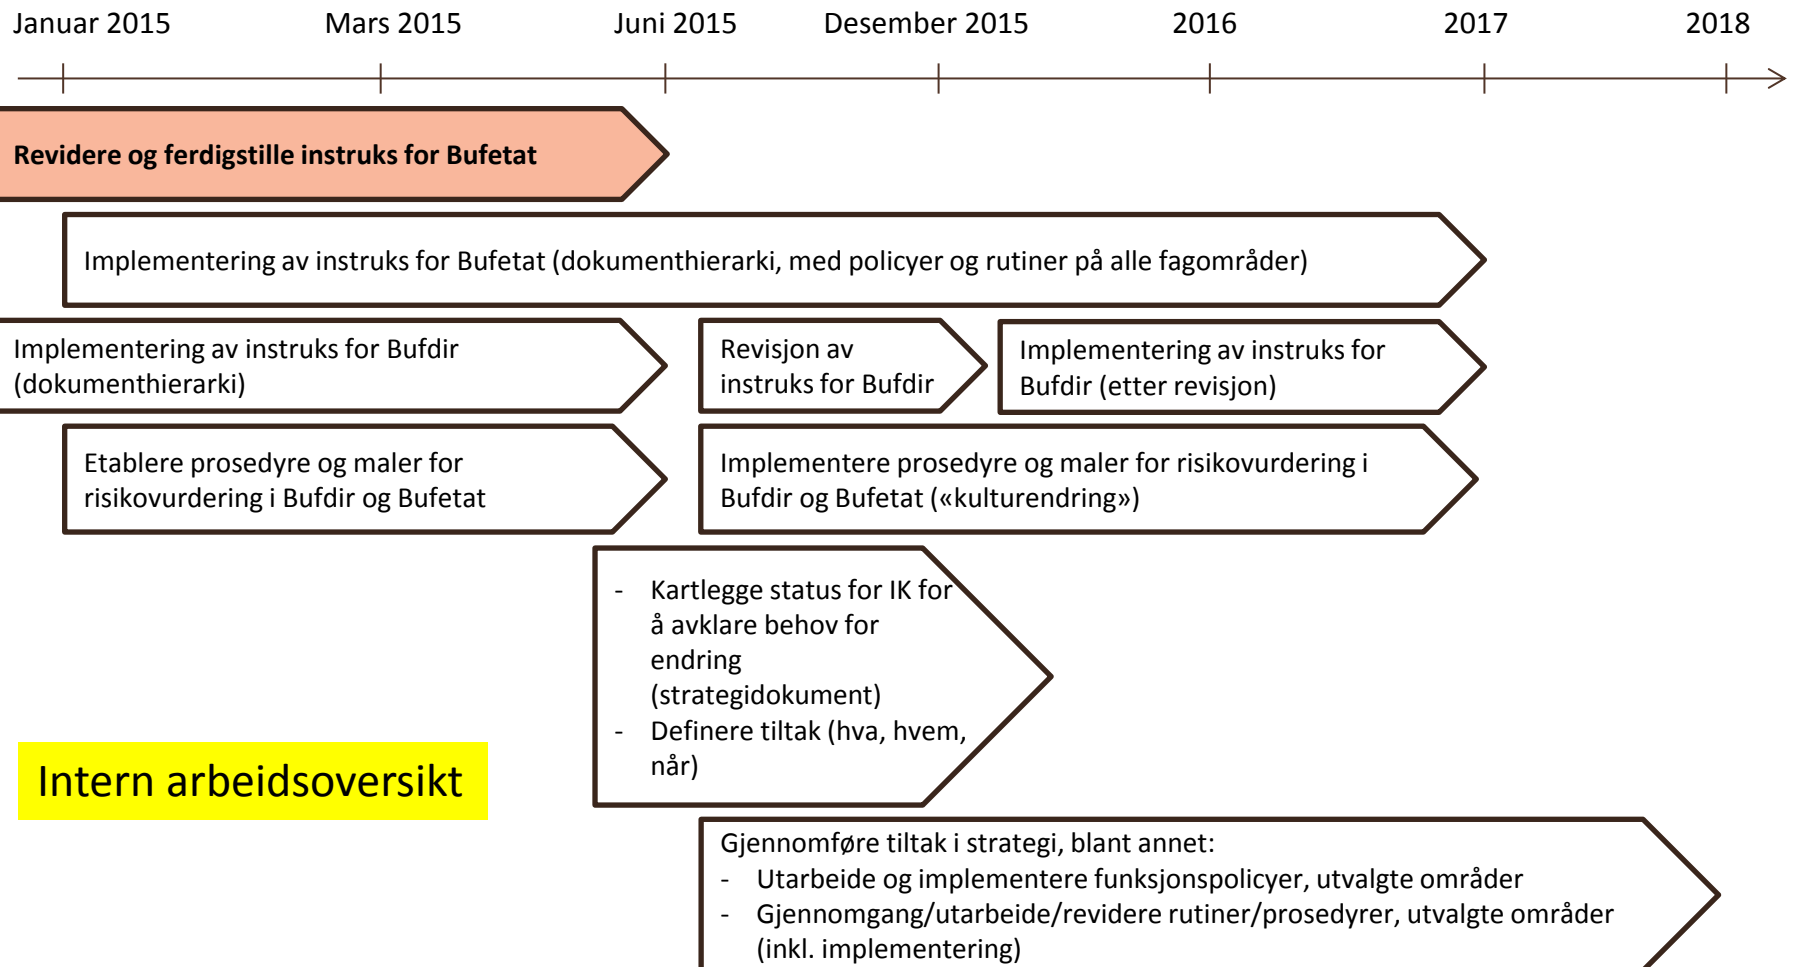 Januar 2015 Mars 2015 Juni 2015 Desember 2015 2016 2017 2018
Revidere og ferdigstille instruks for Bufetat
Implementering av instruks for Bufetat (dokumenthierarki, med policyer og rutiner på alle fagområder)
Implementering av instruks for Bufdir
(dokumenthierarki)
Revisjon av
instruks for Bufdir
Implementering av instruks for
Bufdir (etter revisjon)
Etablere prosedyre og maler for
risikovurdering i Bufdir og Bufetat
Implementere prosedyre og maler for risikovurdering i
Bufdir og Bufetat («kulturendring»)
- Kartlegge status for IK for
å avklare behov for
endring
(strategidokument)
- Definere tiltak (hva, hvem,
når)
Intern arbeidsoversikt
Gjennomføre tiltak i strategi, blant annet:
- Utarbeide og implementere funksjonspolicyer, utvalgte områder
- Gjennomgang/utarbeide/revidere rutiner/prosedyrer, utvalgte områder
(inkl. implementering)